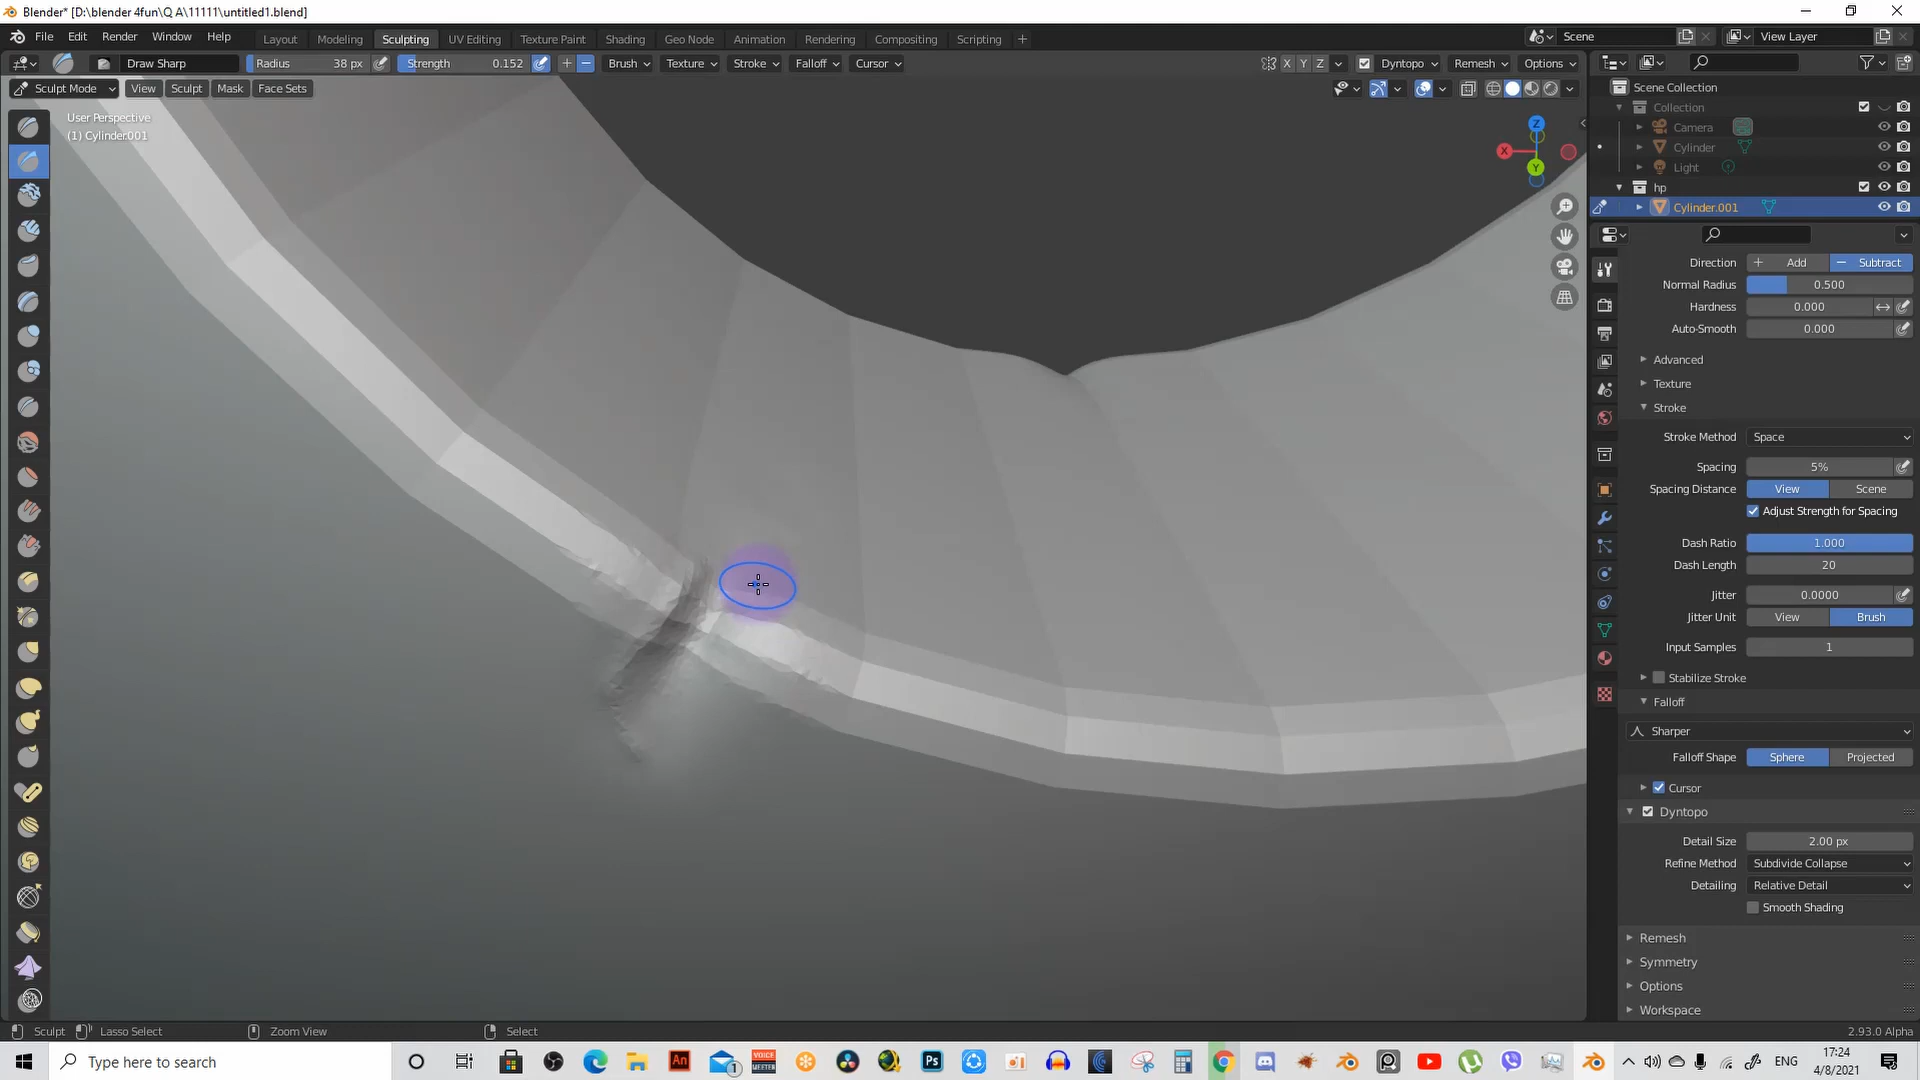 Blender* [D:\blender 4fun\Q A\11111\untitled1.blend]
File Edit Render Window Help
Layout Modeling Sculpting UV Editing Texture Paint Shading Geo Node Animation Rendering Compositing Scripting +
Scene View Layer
Draw Sharp Radius 38 px Strength 0.152 + − Brush Texture Stroke Falloff Cursor X Y Z Dyntopo Remesh Options
Sculpt Mode View Sculpt Mask Face Sets
User Perspective
(1) Cylinder.001
Z
X
Y
Scene Collection
Collection
Camera
Cylinder
Light
hp
Cylinder.001
Direction + Add − Subtract
Normal Radius 0.500
Hardness 0.000
Auto-Smooth 0.000
Advanced
Texture
Stroke
Stroke Method Space
Spacing 5%
Spacing Distance View Scene
Adjust Strength for Spacing
Dash Ratio 1.000
Dash Length 20
Jitter 0.0000
Jitter Unit View Brush
Input Samples 1
Stabilize Stroke
Falloff
Sharper
Falloff Shape Sphere Projected
Cursor
Dyntopo
Detail Size 2.00 px
Refine Method Subdivide Collapse
Detailing Relative Detail
Smooth Shading
Remesh
Symmetry
Options
Workspace
Sculpt Lasso Select Zoom View Select 2.93.0 Alpha
Type here to search
An
1
VOICE MEETER
Ps
ai
ENG
17:24
4/8/2021